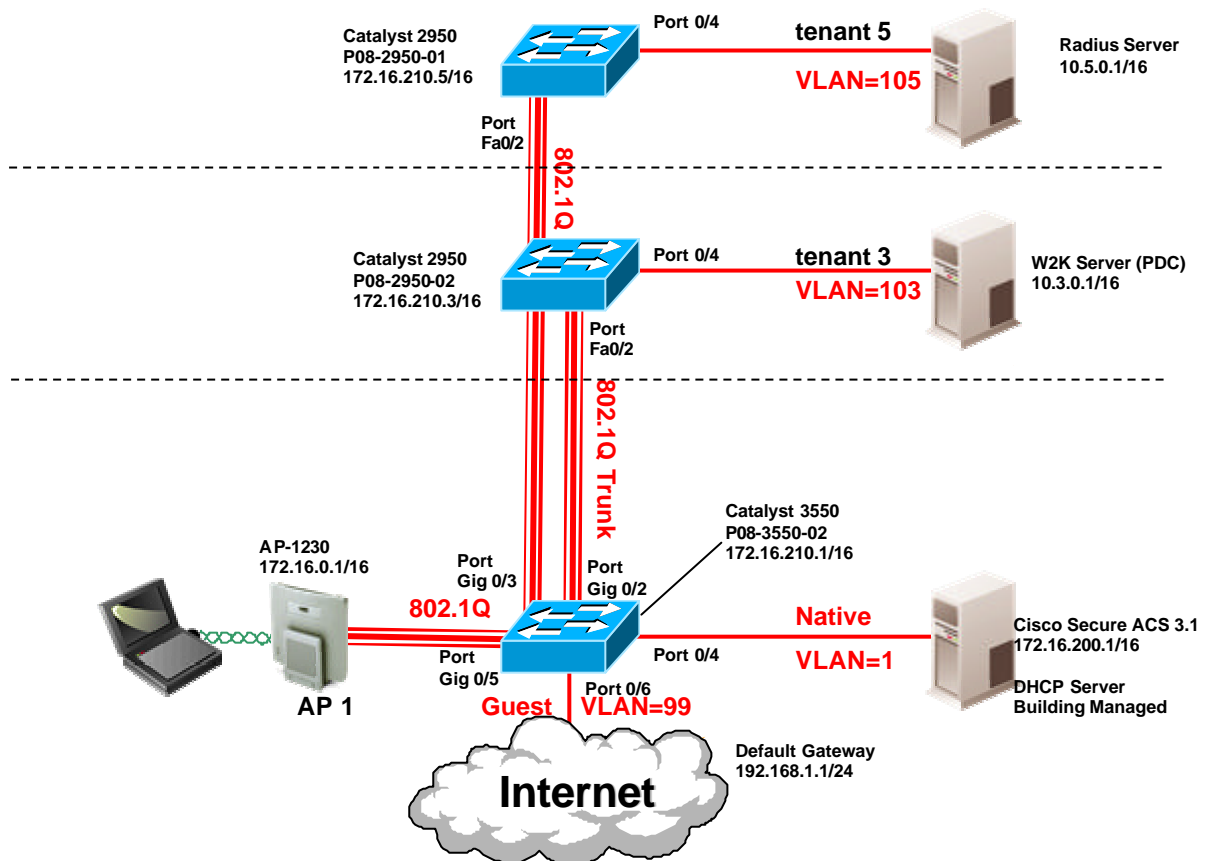 Port 0/4
tenant 5
Catalyst 2950
P08-2950-01
172.16.210.5/16
Radius Server
10.5.0.1/16
VLAN=105
Port
Fa0/2
802.1Q
Catalyst 2950
P08-2950-02
172.16.210.3/16
Port 0/4
tenant 3
VLAN=103
W2K Server (PDC)
10.3.0.1/16
Port
Fa0/2
802.1Q Trunk
Catalyst 3550
P08-3550-02
172.16.210.1/16
AP-1230
172.16.0.1/16
Port
Gig 0/3
Port
Gig 0/2
802.1Q
Native
Cisco Secure ACS 3.1
172.16.200.1/16
Port
Gig 0/5
Port 0/4
VLAN=1
DHCP Server
Building Managed
AP 1
Port 0/6
Guest
VLAN=99
Default Gateway
192.168.1.1/24
Internet